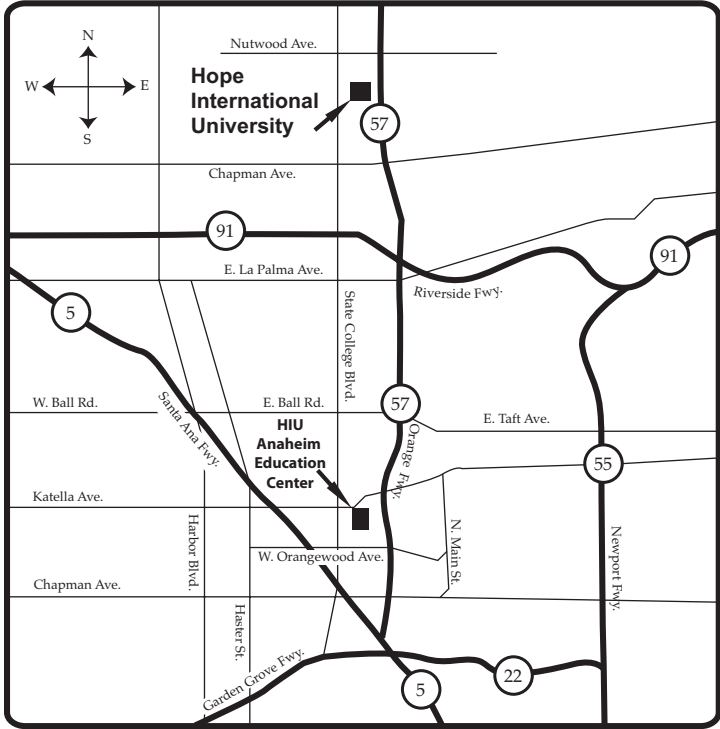 N
Nutwood Ave.
W
E
Hope
International
University
S
57
Chapman Ave.
91
91
E. La Palma Ave.
Riverside Fwy.
5
State College Blvd.
W. Ball Rd.
Santa Ana Fwy.
E. Ball Rd.
57
E. Taft Ave.
HIU
Anaheim
Education
Center
Orange Fwy.
55
Katella Ave.
Harbor Blvd.
N. Main St.
Newport Fwy.
W. Orangewood Ave.
Chapman Ave.
Haster St.
Garden Grove Fwy.
22
5